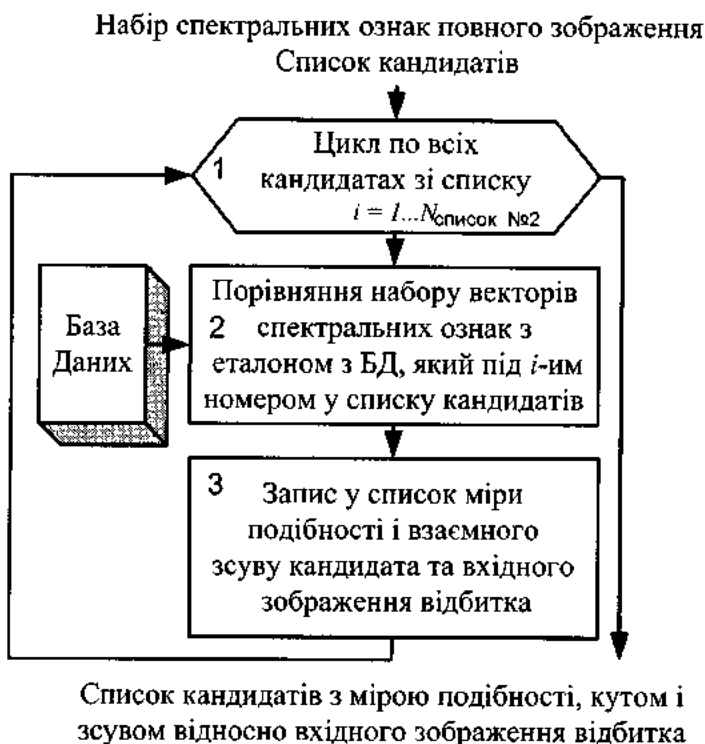 Набір спектральних ознак повного зображення
Список кандидатів
1
Цикл по всіх
кандидатах зі списку
i = 1...Nсписок №2
База
Даних
Порівняння набору векторів
2 спектральних ознак з
еталоном з БД, який під i-им
номером у списку кандидатів
3 Запис у список міри
подібності і взаємного
зсуву кандидата та вхідного
зображення відбитка
Список кандидатів з мірою подібності, кутом і
зсувом відносно вхідного зображення відбитка